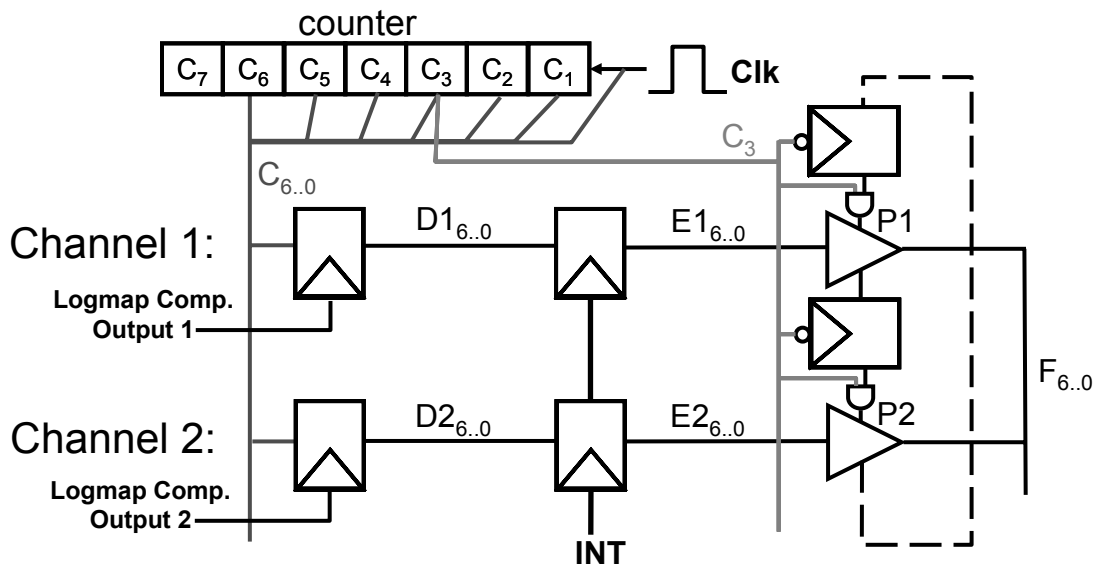 counter
C7 C6 C5 C4 C3 C2 C1
Clk
C3
C6..0
Channel 1:
D16..0
E16..0
P1
Logmap Comp.
Output 1
F6..0
Channel 2:
D26..0
E26..0
P2
Logmap Comp.
Output 2
INT